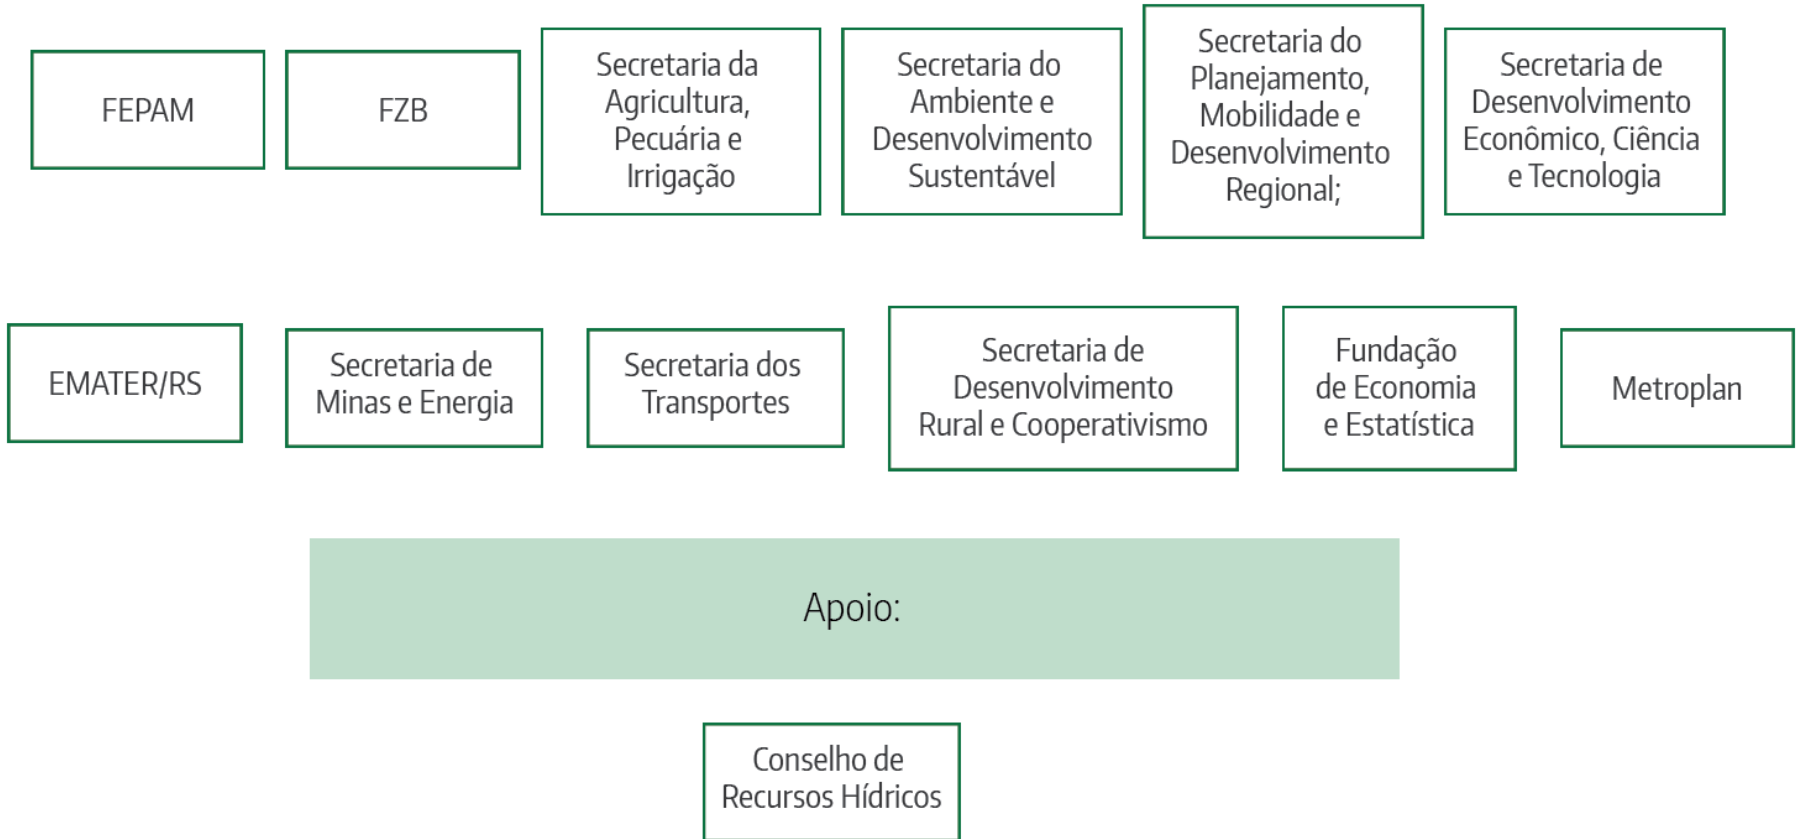 FEPAM
FZB
Secretaria da
Agricultura,
Pecuária e
Irrigação
Secretaria do
Ambiente e
Desenvolvimento
Sustentável
Secretaria do
Planejamento,
Mobilidade e
Desenvolvimento
Regional;
Secretaria de
Desenvolvimento
Econômico, Ciência
e Tecnologia
EMATER/RS
Secretaria de
Minas e Energia
Secretaria dos
Transportes
Secretaria de
Desenvolvimento
Rural e Cooperativismo
Fundação
de Economia
e Estatística
Metroplan
Apoio:
Conselho de
Recursos Hídricos